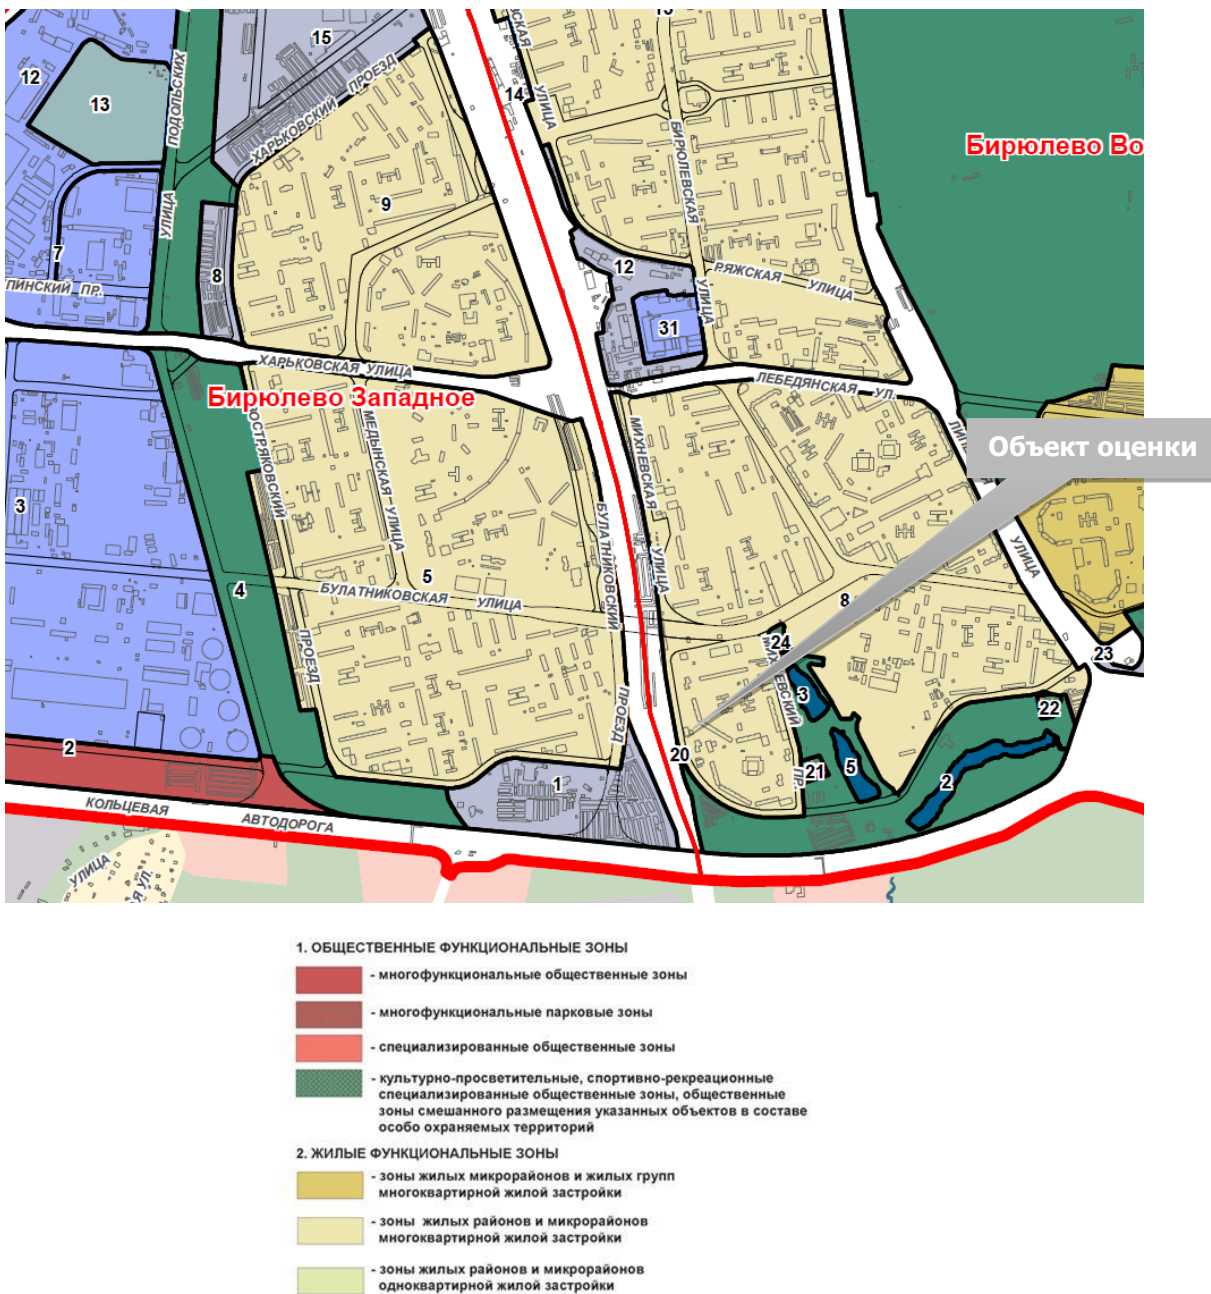 15
12
13
ПОДОЛЬСКИХ
ХАРЬКОВСКИЙ ПРОЕЗД
14
УЛИЦА
БИРЮЛЕВСКАЯ
Бирюлево Во
УЛИЦА
9
7
8
12
РЯЖСКАЯ УЛИЦА
УЛИЦА
31
ПИНСКИЙ ПР.
ХАРЬКОВСКАЯ УЛИЦА
ЛЕБЕДЯНСКАЯ УЛ.
Бирюлево Западное
ОСТРЯКОВСКИЙ
МЕДЫНСКАЯ УЛИЦА
МИХНЕВСКАЯ
УЛИЦА
Объект оценки
3
БУЛАТНИКОВСКИЙ
УЛИЦА
4
5
БУЛАТНИКОВСКАЯ УЛИЦА
8
ПРОЕЗД
24
23
3
ПРОЕЗД
22
2
20
21
ПР.
5
2
1
КОЛЬЦЕВАЯ АВТОДОРОГА
УЛИЦА
АЯ УЛ.
1. ОБЩЕСТВЕННЫЕ ФУНКЦИОНАЛЬНЫЕ ЗОНЫ
- многофункциональные общественные зоны
- многофункциональные парковые зоны
- специализированные общественные зоны
- культурно-просветительные, спортивно-рекреационные
специализированные общественные зоны, общественные
зоны смешанного размещения указанных объектов в составе
особо охраняемых территорий
2. ЖИЛЫЕ ФУНКЦИОНАЛЬНЫЕ ЗОНЫ
- зоны жилых микрорайонов и жилых групп
многоквартирной жилой застройки
- зоны жилых районов и микрорайонов
многоквартирной жилой застройки
- зоны жилых районов и микрорайонов
одноквартирной жилой застройки